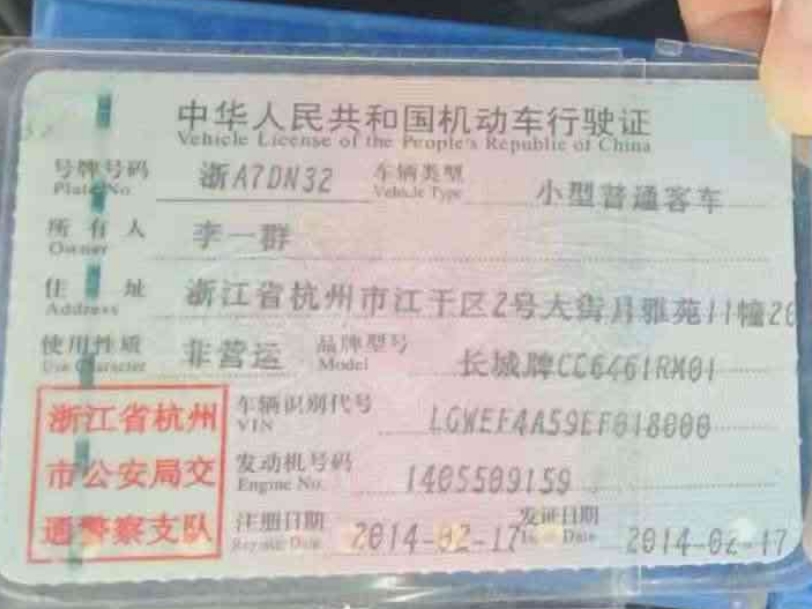 中华人民共和国机动车行驶证
Vehicle License of the People's Republic of China
号牌号码 浙A7DN32 车辆类型 小型普通客车
Plate No. Vehicle Type
所有人 李一群
Owner
住址 浙江省杭州市江干区2号大街月雅苑11幢20
Address
使用性质 非营运 品牌型号 长城牌CC6461RM01
Use Character Model
浙江省杭州 车辆识别代号 LGWEF4A59EF018000
VIN
市公安局交 发动机号码 1405509159
Engine No.
通警察支队 注册日期 2014-02-17 发证日期 2014-02-17
Register Date Issue Date